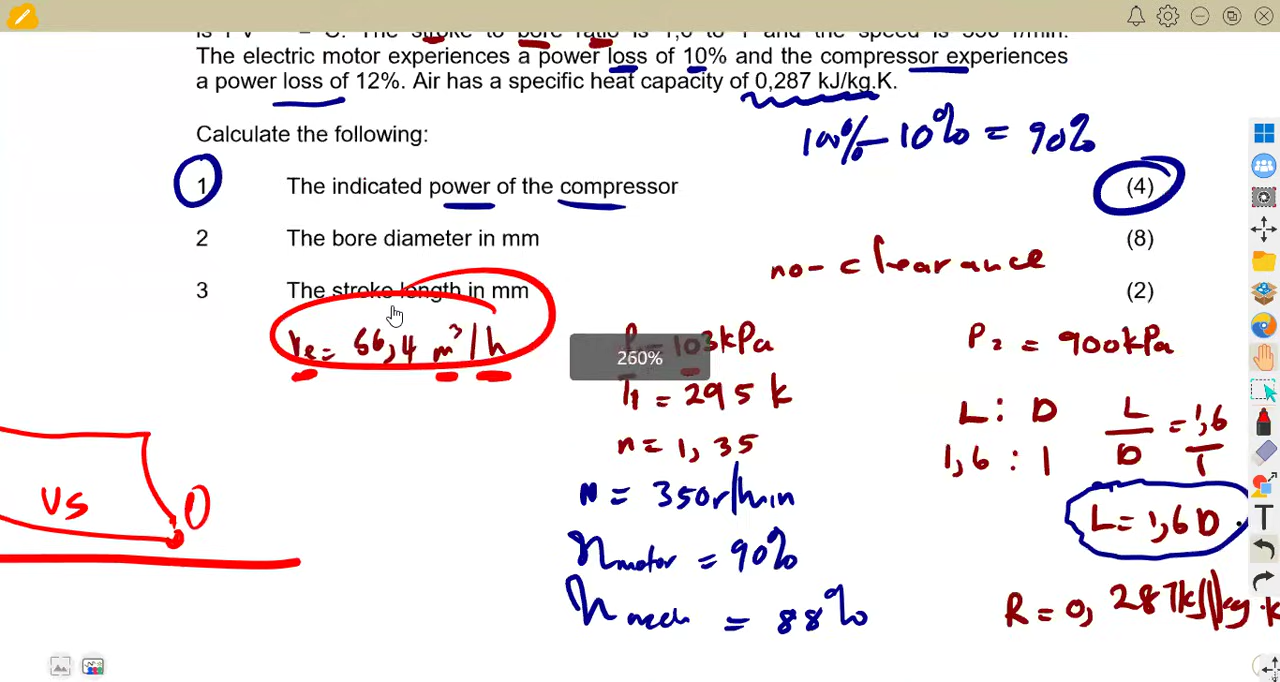 The electric motor experiences a power loss of 10% and the compressor experiences
a power loss of 12%. Air has a specific heat capacity of 0,287 kJ/kg.K.
100% - 10% = 90%
Calculate the following:
1 The indicated power of the compressor (4)
2 The bore diameter in mm (8)
no-clearance
3 The stroke length in mm (2)
Ve = 66,4 m³/h
103kPa
P2 = 900kPa
260%
T1 = 295 K
L : D
L/D = 1,6/1
n = 1,35
1,6 : 1
VS
1
N = 350r/min
L = 1,6D
ηmotor = 90%
ηmech = 88%
R = 0,287kJ/kg.K
T